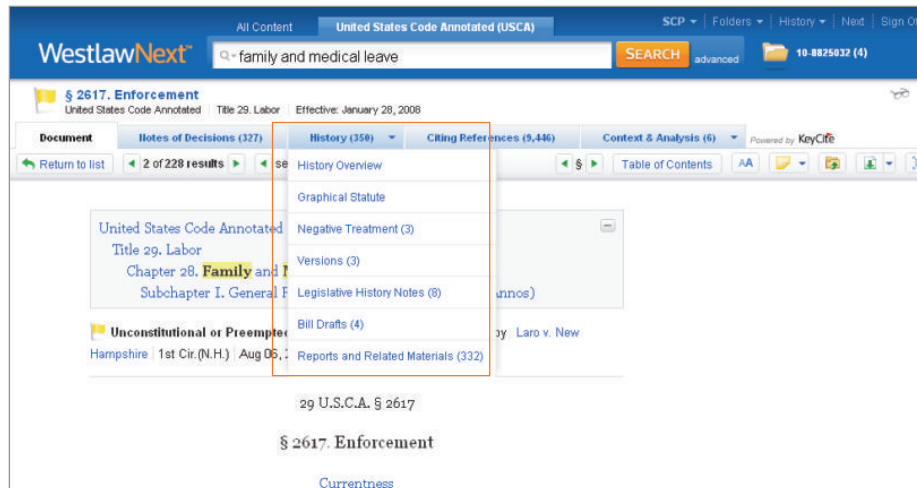 All Content United States Code Annotated (USCA) SCP Folders History Next Sign
WestlawNext family and medical leave SEARCH advanced 10-8825032 (4)
§ 2617. Enforcement
United States Code Annotated Title 29. Labor Effective: January 28, 2008
Document Notes of Decisions (327) History (350) Citing References (9,446) Context & Analysis (6) Powered by KeyCite
Return to list 2 of 228 results se § Table of Contents AA
History Overview
Graphical Statute
United States Code Annotated Negative Treatment (3)
Title 29. Labor
Versions (3)
Chapter 28. Family and
Subchapter I. General Legislative History Notes (8) Annos)
Unconstitutional or Preempted Bill Drafts (4) by Laro v. New
Hampshire 1st Cir.(N.H.) Aug 06, Reports and Related Materials (332)
29 U.S.C.A. § 2617
§ 2617. Enforcement
Currentness